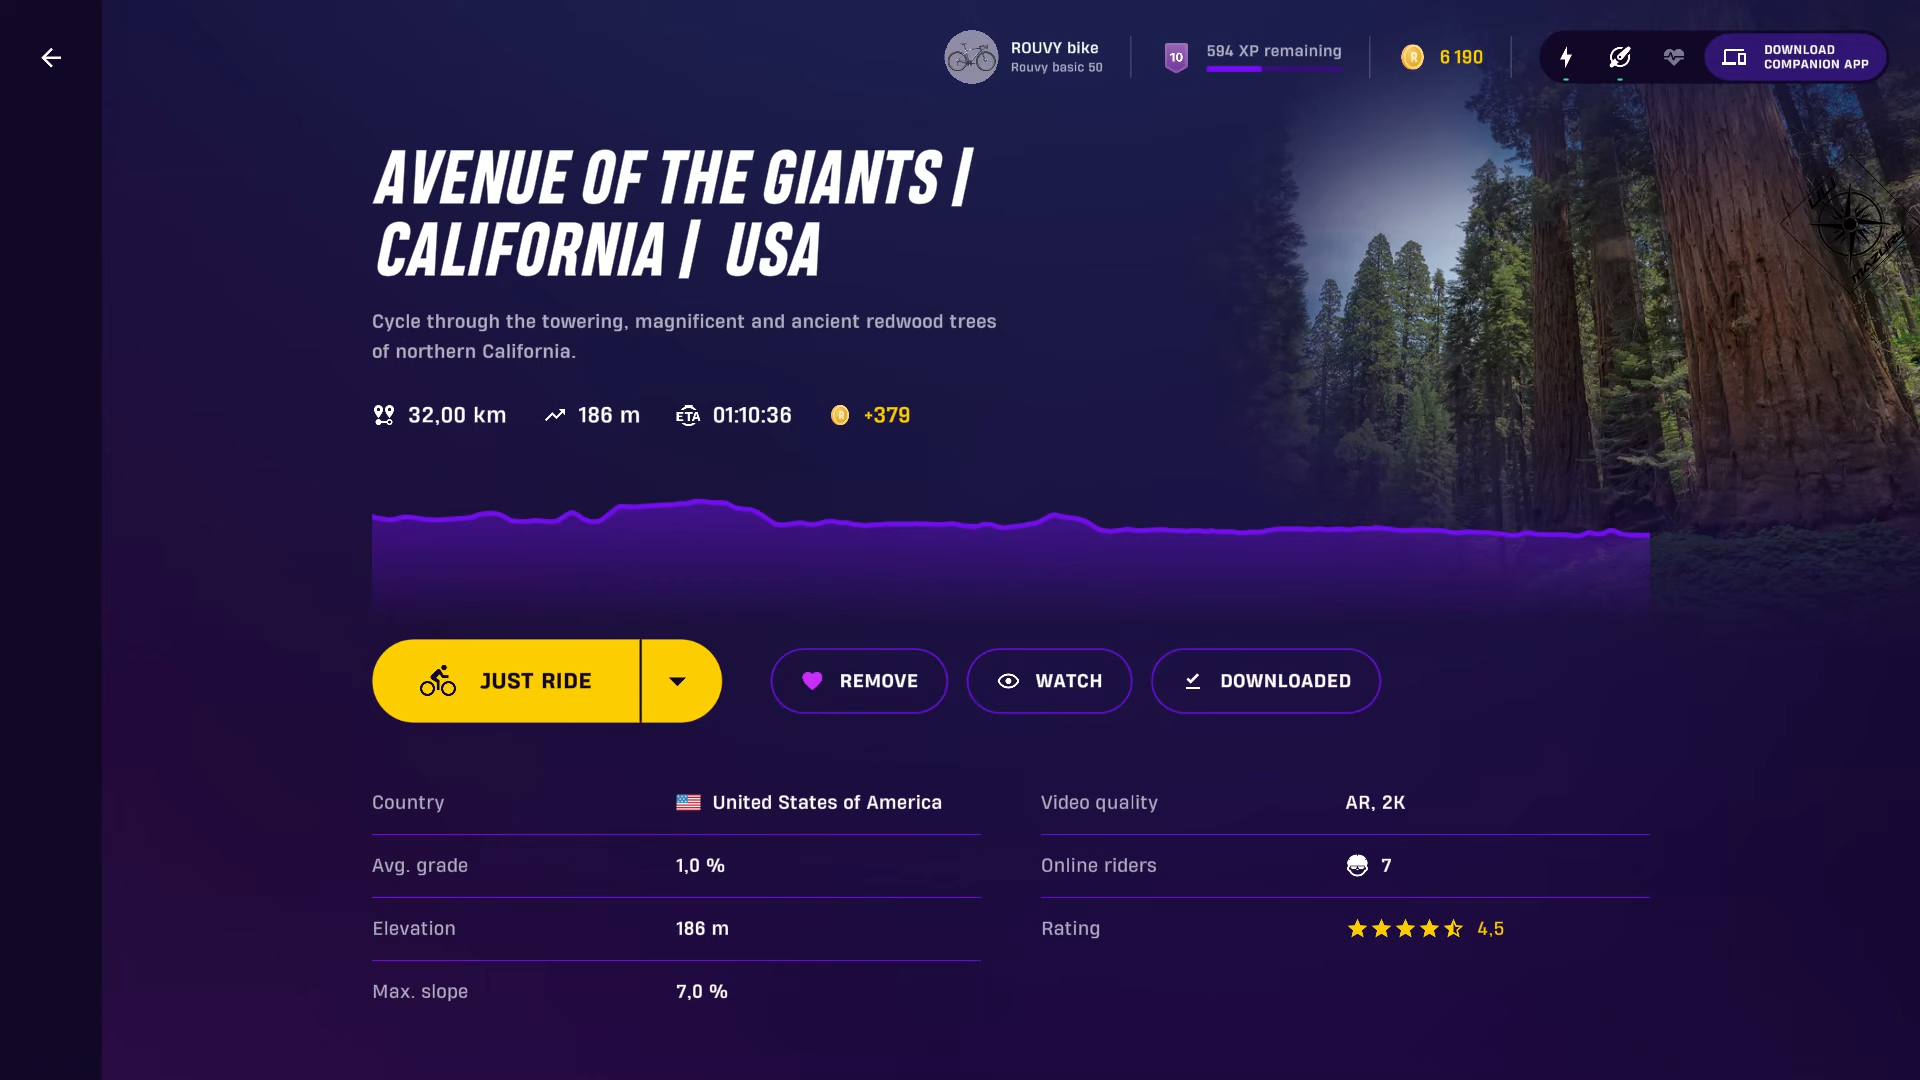 ROUVY bike
Rouvy basic 50
10
594 XP remaining
6 190
DOWNLOAD
COMPANION APP
AVENUE OF THE GIANTS |
CALIFORNIA | USA
Cycle through the towering, magnificent and ancient redwood trees
of northern California.
32,00 km
186 m
ETA 01:10:36
+379
JUST RIDE
REMOVE
WATCH
DOWNLOADED
Country United States of America
Avg. grade 1,0 %
Elevation 186 m
Max. slope 7,0 %
Video quality AR, 2K
Online riders 7
Rating 4,5